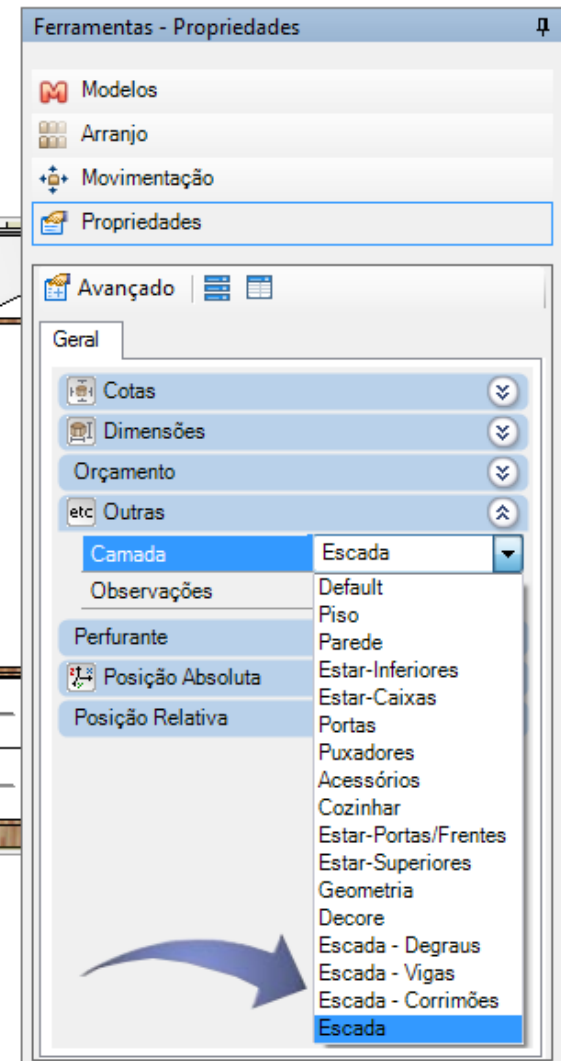 Ferramentas - Propriedades
Modelos
Arranjo
Movimentação
Propriedades
Avançado
Geral
Cotas
Dimensões
Orçamento
etc Outras
Camada Escada
Observações
Perfurante
Posição Absoluta
Posição Relativa
Default
Piso
Parede
Estar-Inferiores
Estar-Caixas
Portas
Puxadores
Acessórios
Cozinhar
Estar-Portas/Frentes
Estar-Superiores
Geometria
Decore
Escada - Degraus
Escada - Vigas
Escada - Corrimões
Escada